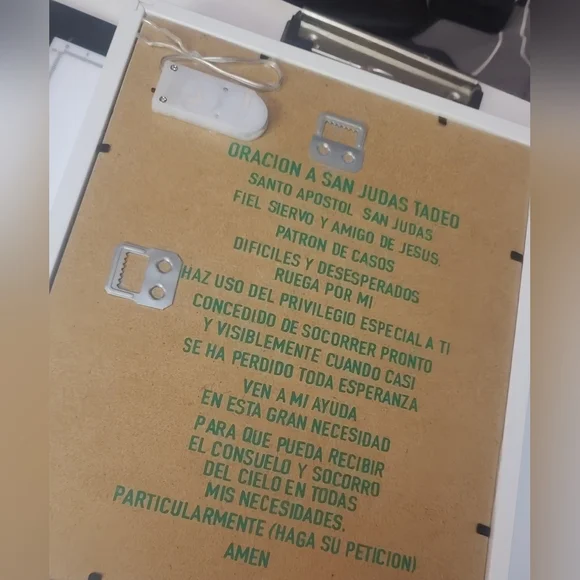 ORACION A SAN JUDAS TADEO
SANTO APOSTOL SAN JUDAS
FIEL SIERVO Y AMIGO DE JESUS.
PATRON DE CASOS
DIFICILES Y DESESPERADOS
RUEGA POR MI
HAZ USO DEL PRIVILEGIO ESPECIAL A TI
CONCEDIDO DE SOCORRER PRONTO
Y VISIBLEMENTE CUANDO CASI
SE HA PERDIDO TODA ESPERANZA
VEN A MI AYUDA
EN ESTA GRAN NECESIDAD
PARA QUE PUEDA RECIBIR
EL CONSUELO Y SOCORRO
DEL CIELO EN TODAS
MIS NECESIDADES.
PARTICULARMENTE (HAGA SU PETICION)
AMEN